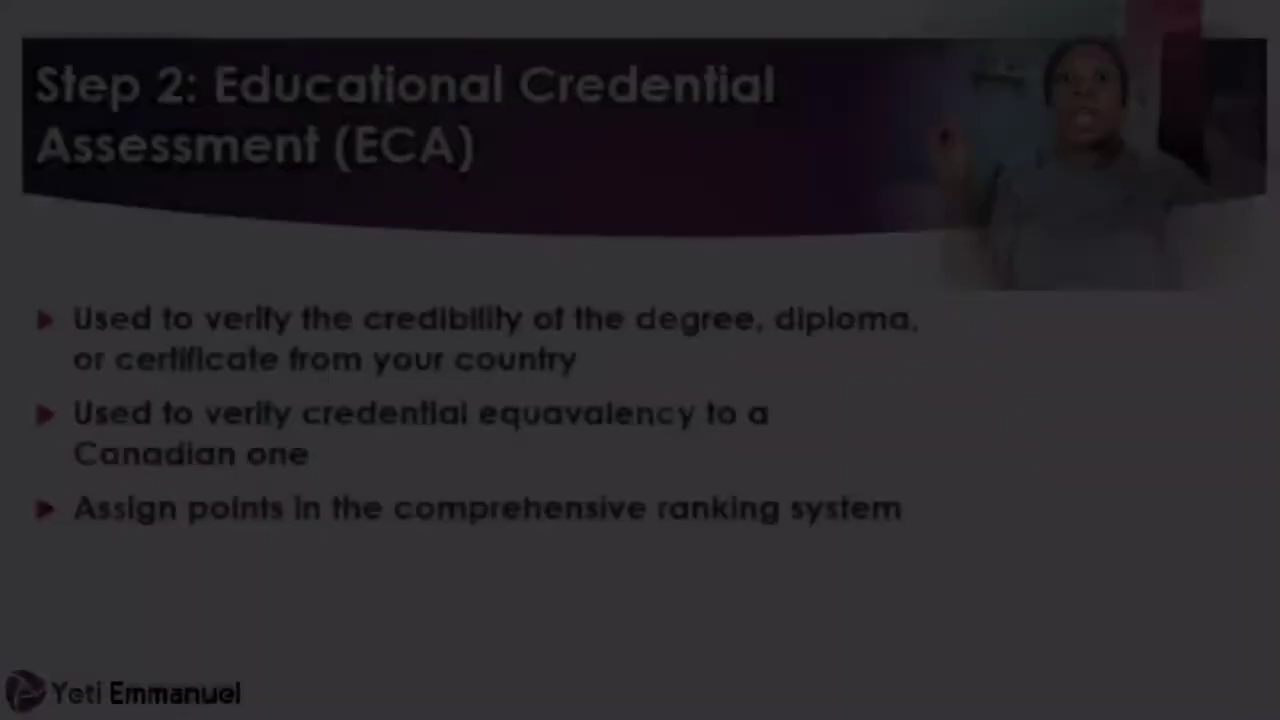 Step 2: Educational Credential
Assessment (ECA)
Used to verify the credibility of the degree, diploma,
or certificate from your country
Used to verify credential equavalency to a
Canadian one
Assign points in the comprehensive ranking system
Yeti Emmanuel